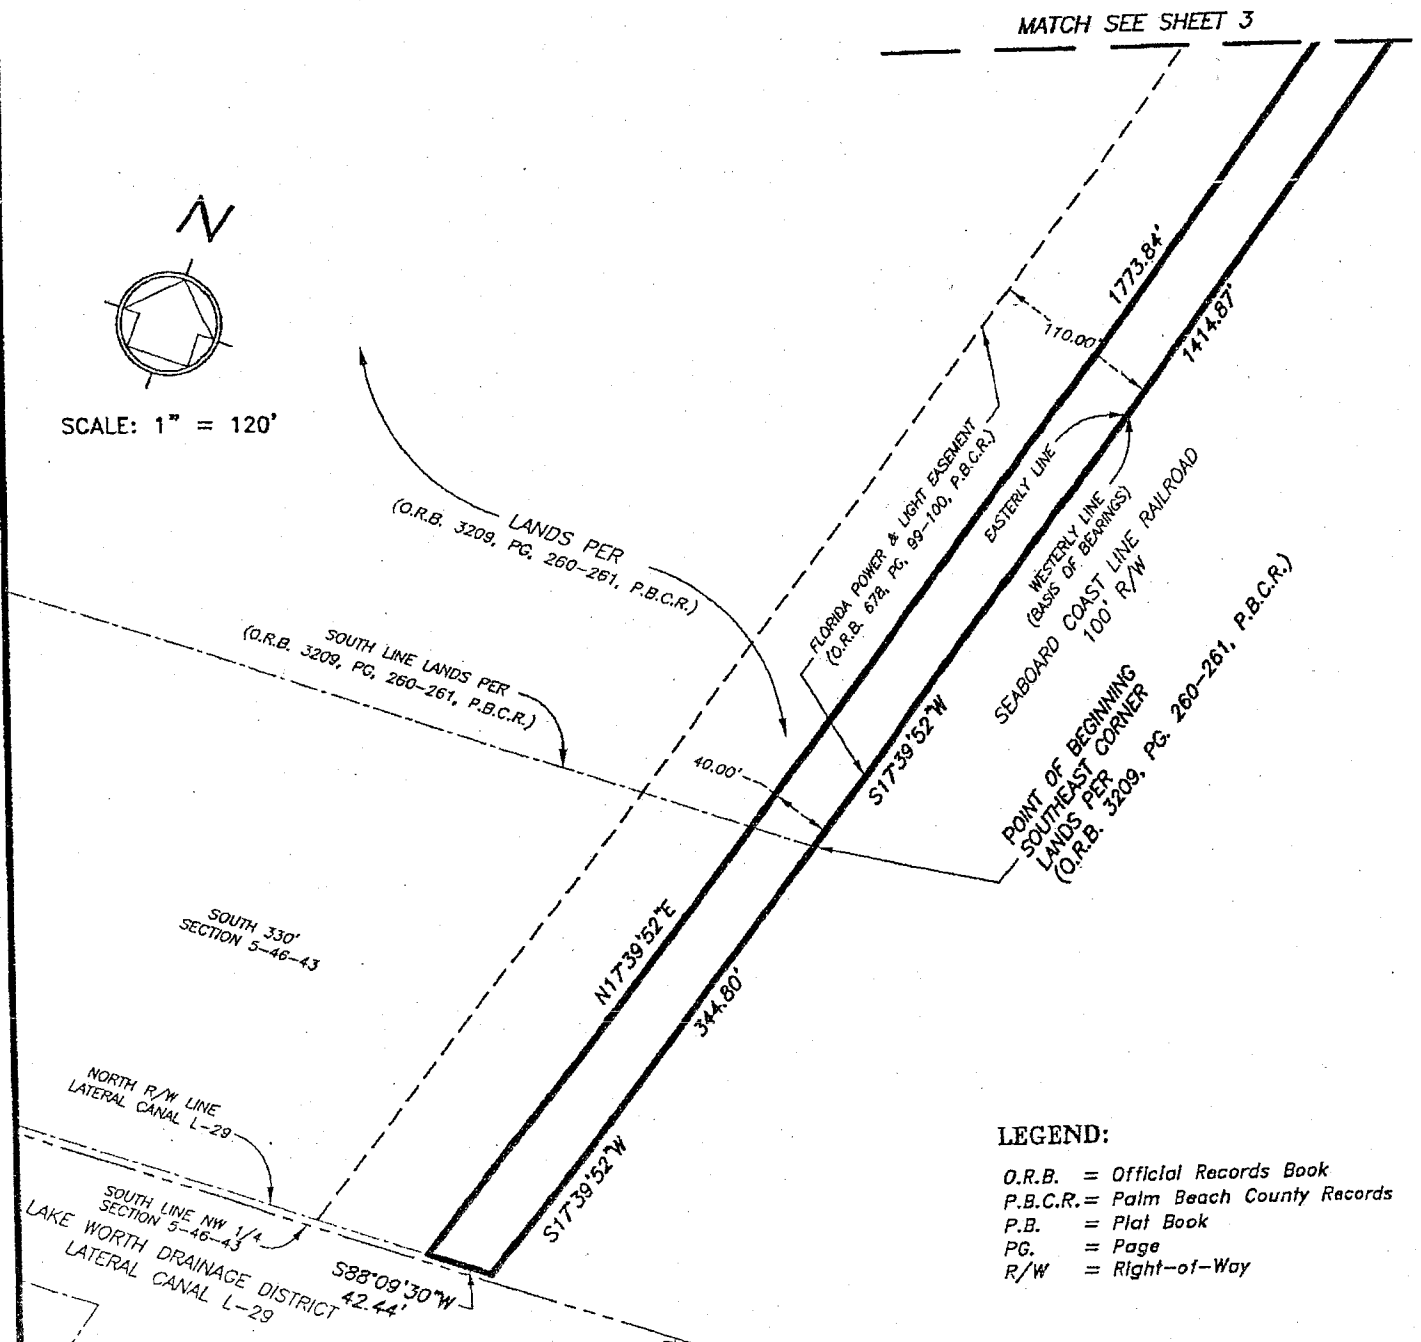 MATCH SEE SHEET 3
N
SCALE: 1" = 120'
1773.84'
110.00'
1414.87'
LANDS PER
(O.R.B. 3209, PG, 260-261, P.B.C.R.)
FLORIDA POWER & LIGHT EASEMENT
(O.R.B. 678, PG, 99-100, P.B.C.R.)
EASTERLY LINE
WESTERLY LINE
(BASIS OF BEARINGS)
SEABOARD COAST LINE RAILROAD
100' R/W
SOUTH LINE LANDS PER
(O.R.B. 3209, PG, 260-261, P.B.C.R.)
40.00'
S17°39'52"W
POINT OF BEGINNING
SOUTHEAST CORNER
LANDS PER
(O.R.B. 3209, PG. 260-261, P.B.C.R.)
SOUTH 330'
SECTION 5-46-43
N17°39'52"E
344.80'
NORTH R/W LINE
LATERAL CANAL L-29
S17°39'52"W
SOUTH LINE NW 1/4
SECTION 5-46-43
LAKE WORTH DRAINAGE DISTRICT
LATERAL CANAL L-29
S88°09'30"W
42.44'
LEGEND:
O.R.B. = Official Records Book
P.B.C.R. = Palm Beach County Records
P.B. = Plat Book
PG. = Page
R/W = Right-of-Way